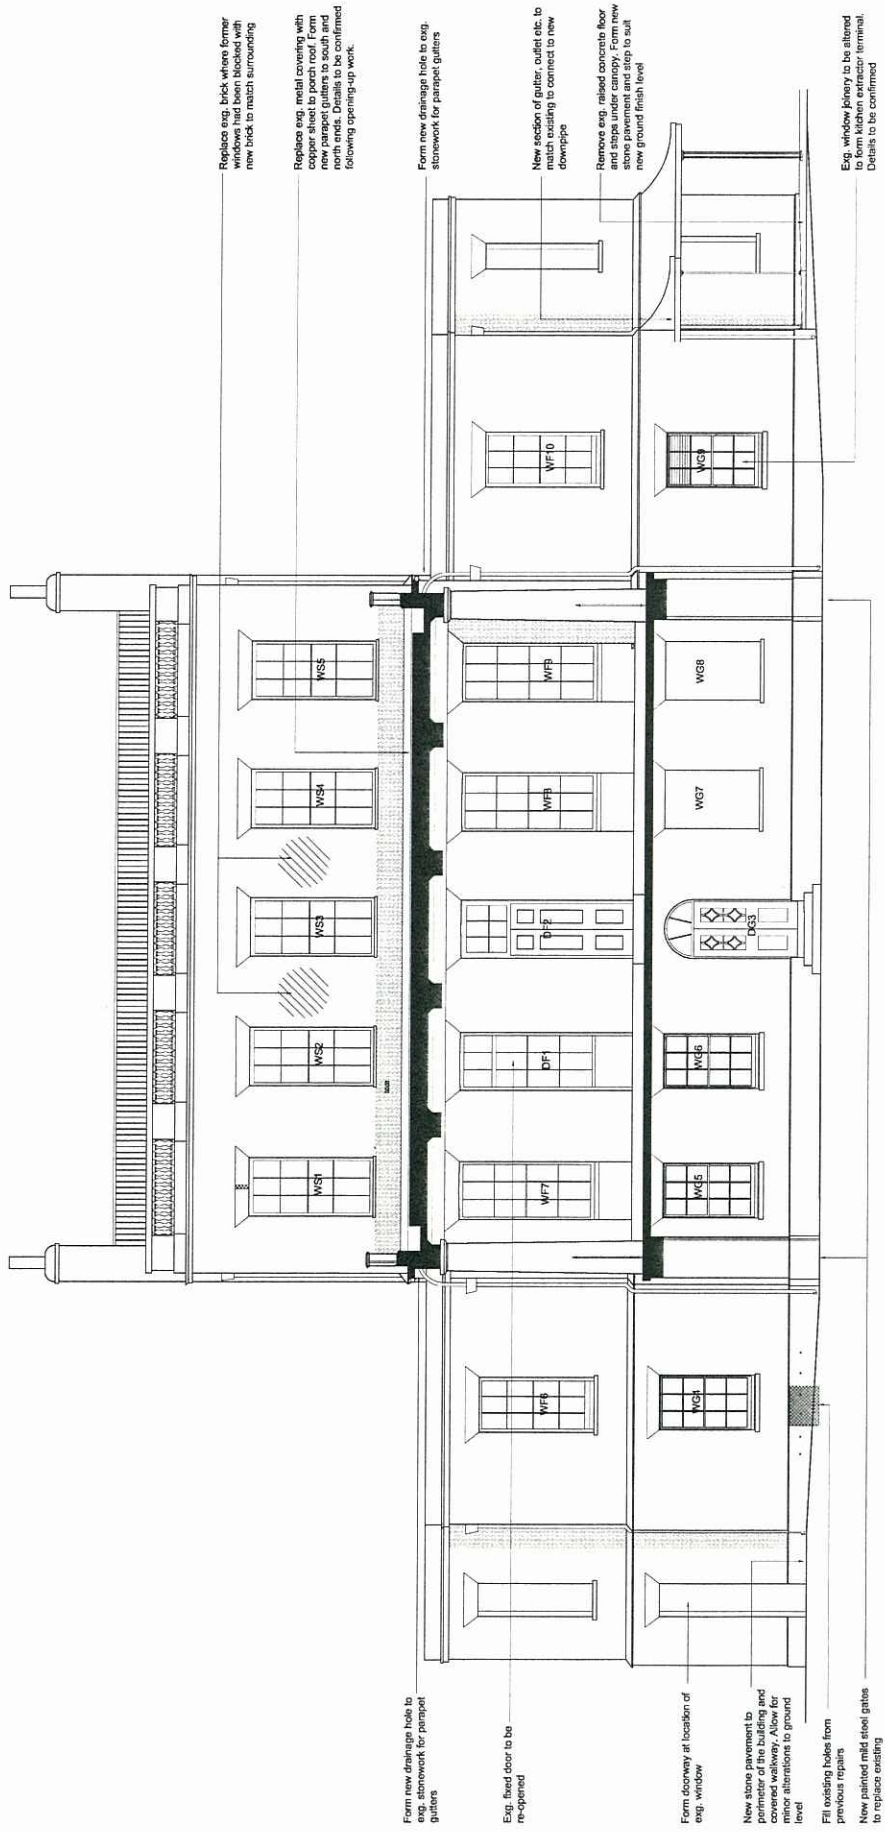 Replace exg. brick where former
windows had been blocked with
new brick to match surrounding
Replace exg. metal covering with
copper sheet to porch roof. Form
new parapet gutters to south and
north ends. Details to be confirmed
following opening-up work.
Form new drainage hole to exg.
stonework for parapet gutters
New section of gutter, outlet etc. to
match existing to connect to new
downpipe
Remove exg. raised concrete floor
and steps under canopy. Form new
stone pavement and step to suit
new ground finish level
Exg. window joinery to be altered
to form kitchen extractor terminal.
Details to be confirmed
WS1
WS2
WS3
WS4
WS5
WF6
WF7
DF1
DF2
WF8
WF9
WF10
WG4
WG5
WG6
DG3
WG7
WG8
WG9
Form new drainage hole to
exg. stonework for parapet
gutters
Exg. fixed door to be
re-opened
Form doorway at location of
exg. window
New stone pavement to
perimeter of the building and
covered walkway. Allow for
minor alterations to ground
level
Fill existing holes from
previous repairs
New painted mild steel gates
to replace existing